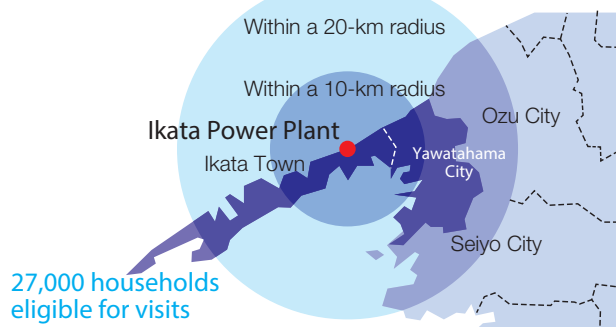 Within a 20-km radius
Within a 10-km radius
Ozu City
Ikata Power Plant
Ikata Town
Yawatahama
City
Seiyo City
27,000 households
eligible for visits